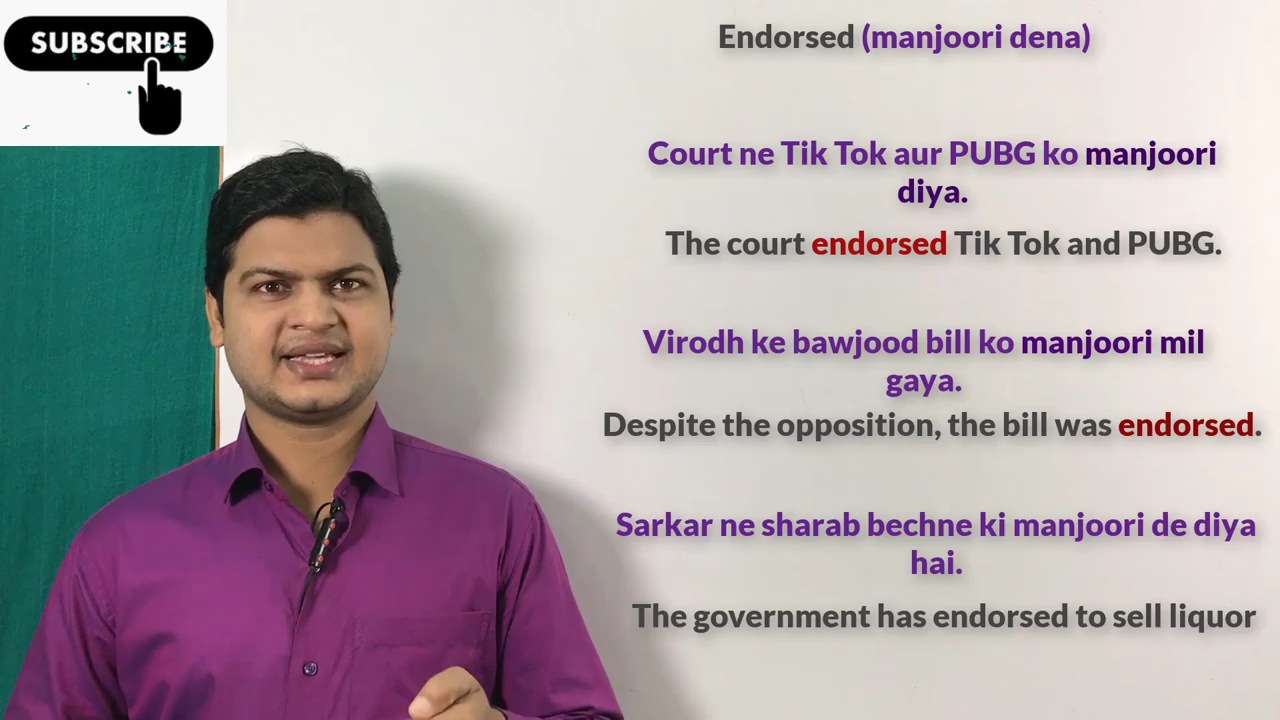 SUBSCRIBE
Endorsed (manjoori dena)
Court ne Tik Tok aur PUBG ko manjoori
diya.
The court endorsed Tik Tok and PUBG.
Virodh ke bawjood bill ko manjoori mil
gaya.
Despite the opposition, the bill was endorsed.
Sarkar ne sharab bechne ki manjoori de diya
hai.
The government has endorsed to sell liquor